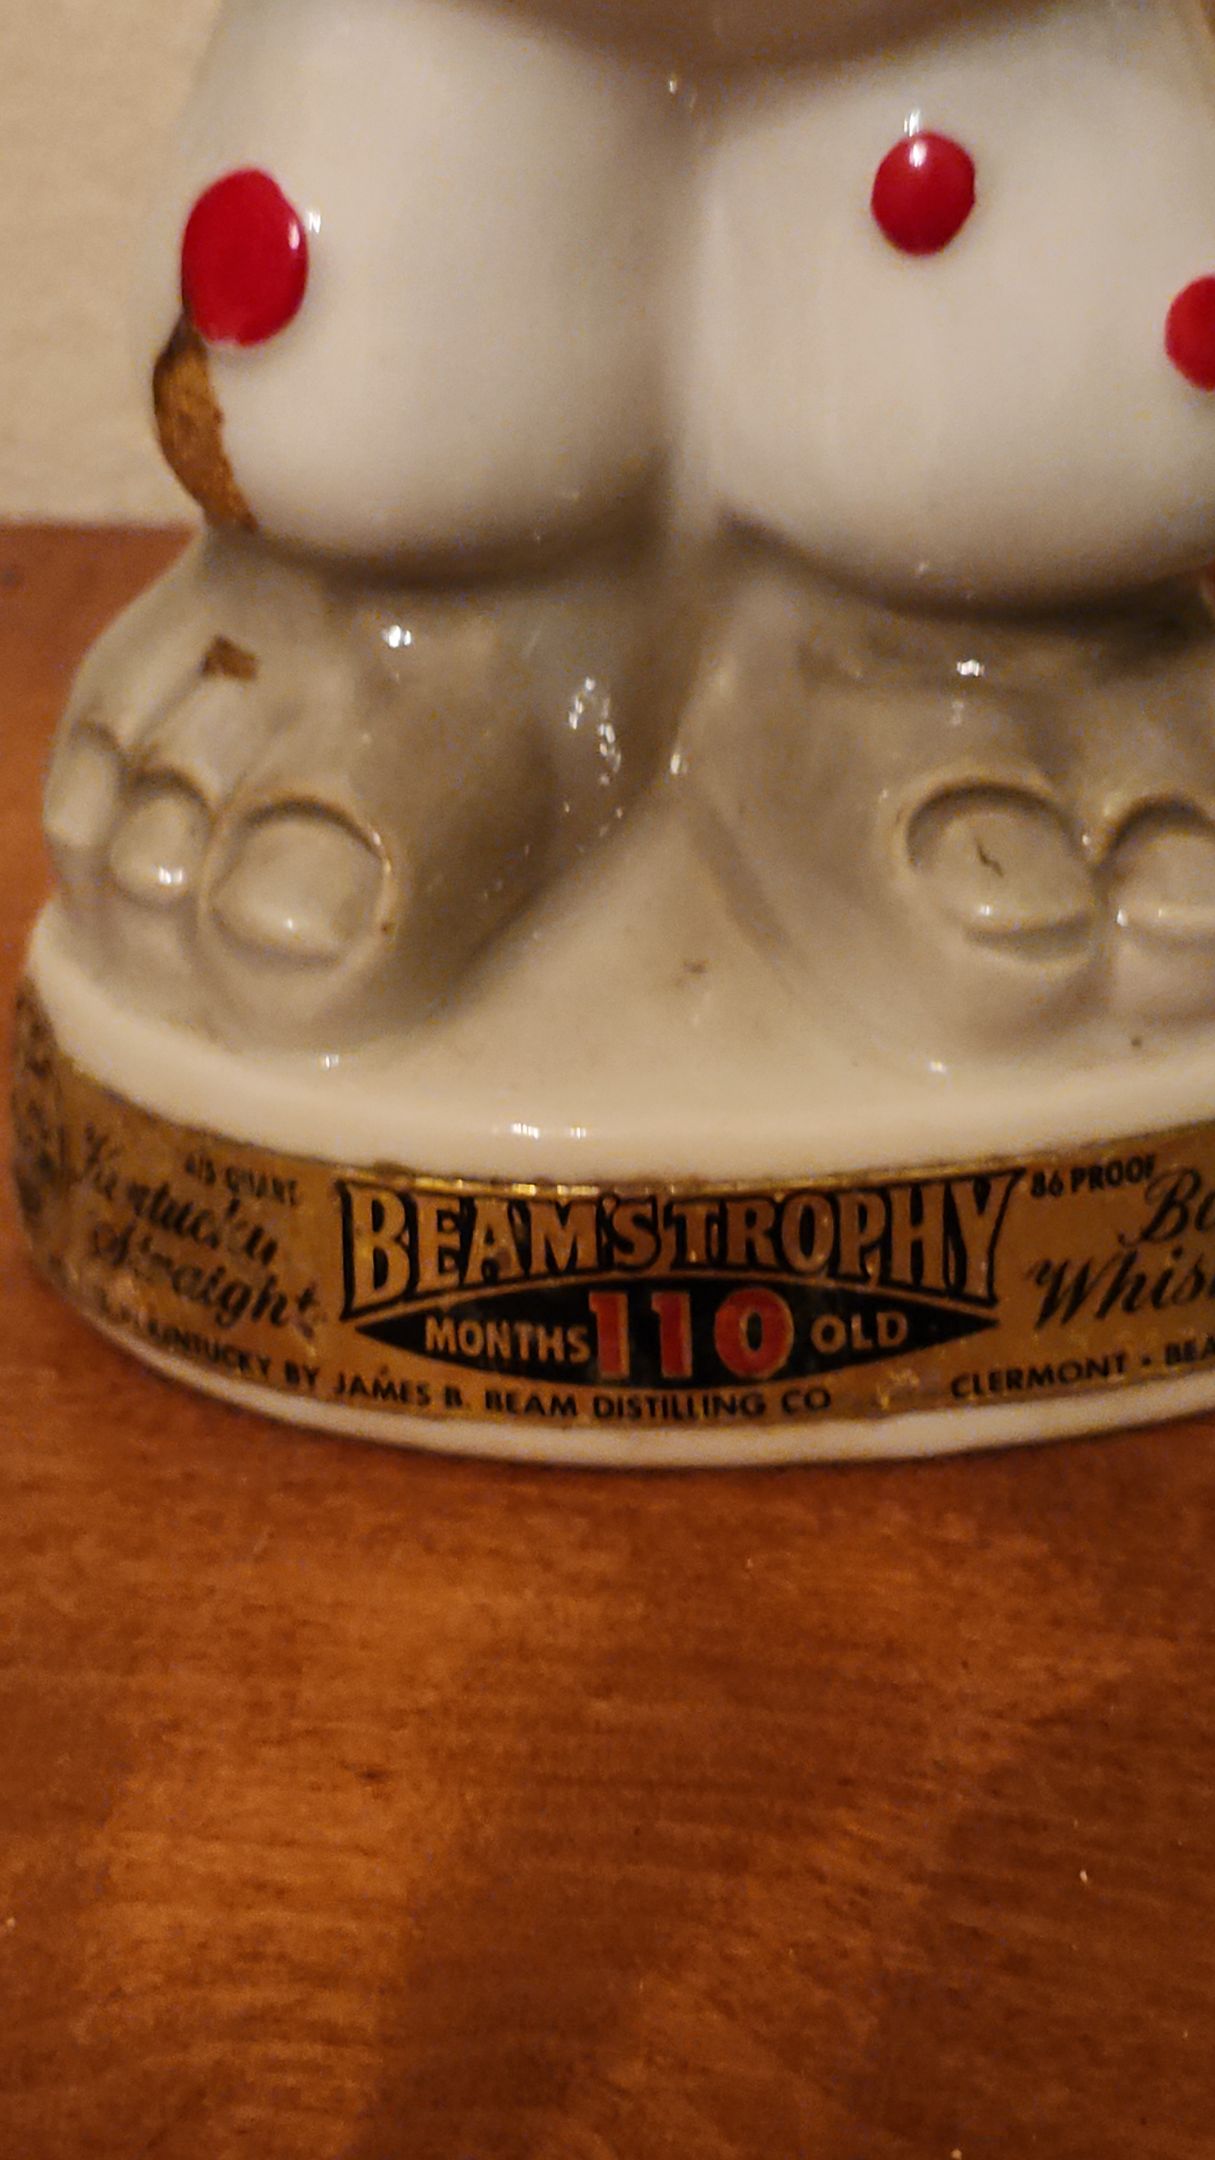 4/5 QUART
Kentucky
Straight
BEAM'S TROPHY
MONTHS 110 OLD
86 PROOF
KENTUCKY BY JAMES B. BEAM DISTILLING CO
CLERMONT •